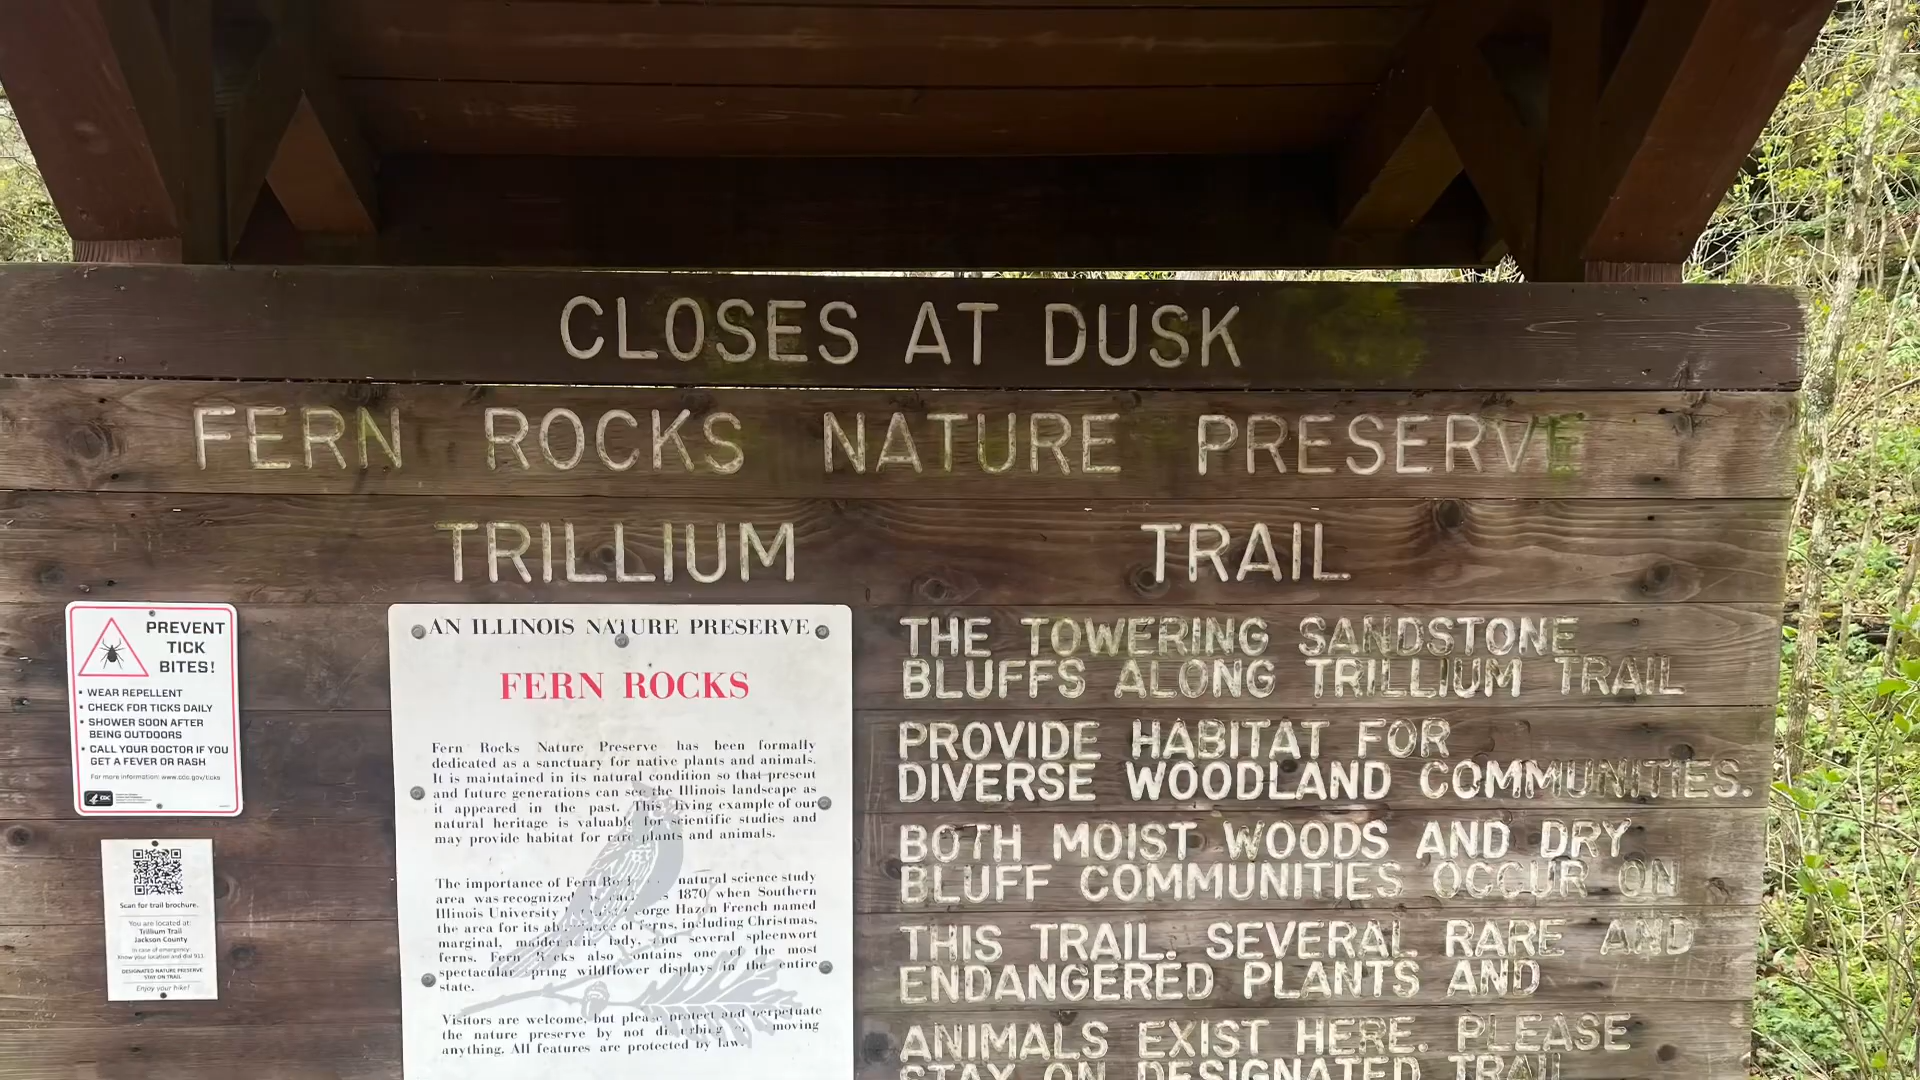 CLOSES AT DUSK
FERN ROCKS NATURE PRESERVE
TRILLIUM TRAIL
PREVENT
TICK
BITES!
• WEAR REPELLENT
• CHECK FOR TICKS DAILY
• SHOWER SOON AFTER
BEING OUTDOORS
• CALL YOUR DOCTOR IF YOU
GET A FEVER OR RASH
For more information: www.cdc.gov/ticks
CDC
Scan for trail brochure.
You are located at:
Trillium Trail
Jackson County
In case of emergency:
Know your location and dial 911
DESIGNATED NATURE PRESERVE
STAY ON TRAIL
Enjoy your hike!
AN ILLINOIS NATURE PRESERVE
FERN ROCKS
Fern Rocks Nature Preserve has been formally
dedicated as a sanctuary for native plants and animals.
It is maintained in its natural condition so that present
and future generations can see the Illinois landscape as
it appeared in the past. This living example of our
natural heritage is valuable for scientific studies and
may provide habitat for rare plants and animals.
The importance of Fern natural science study
area was recognized 1870 when Southern
Illinois University George Hazen French named
the area for its abundance of ferns, including Christmas,
marginal, maidenhair, lady, and several spleenwort
ferns. Fern Rocks also contains one of the most
spectacular spring wildflower displays in the entire
state.
Visitors are welcome, but please protect and perpetuate
the nature preserve by not disturbing moving
anything. All features are protected by law.
THE TOWERING SANDSTONE
BLUFFS ALONG TRILLIUM TRAIL
PROVIDE HABITAT FOR
DIVERSE WOODLAND COMMUNITIES.
BOTH MOIST WOODS AND DRY
BLUFF COMMUNITIES OCCUR ON
THIS TRAIL. SEVERAL RARE AND
ENDANGERED PLANTS AND
ANIMALS EXIST HERE. PLEASE
STAY ON DESIGNATED TRAIL